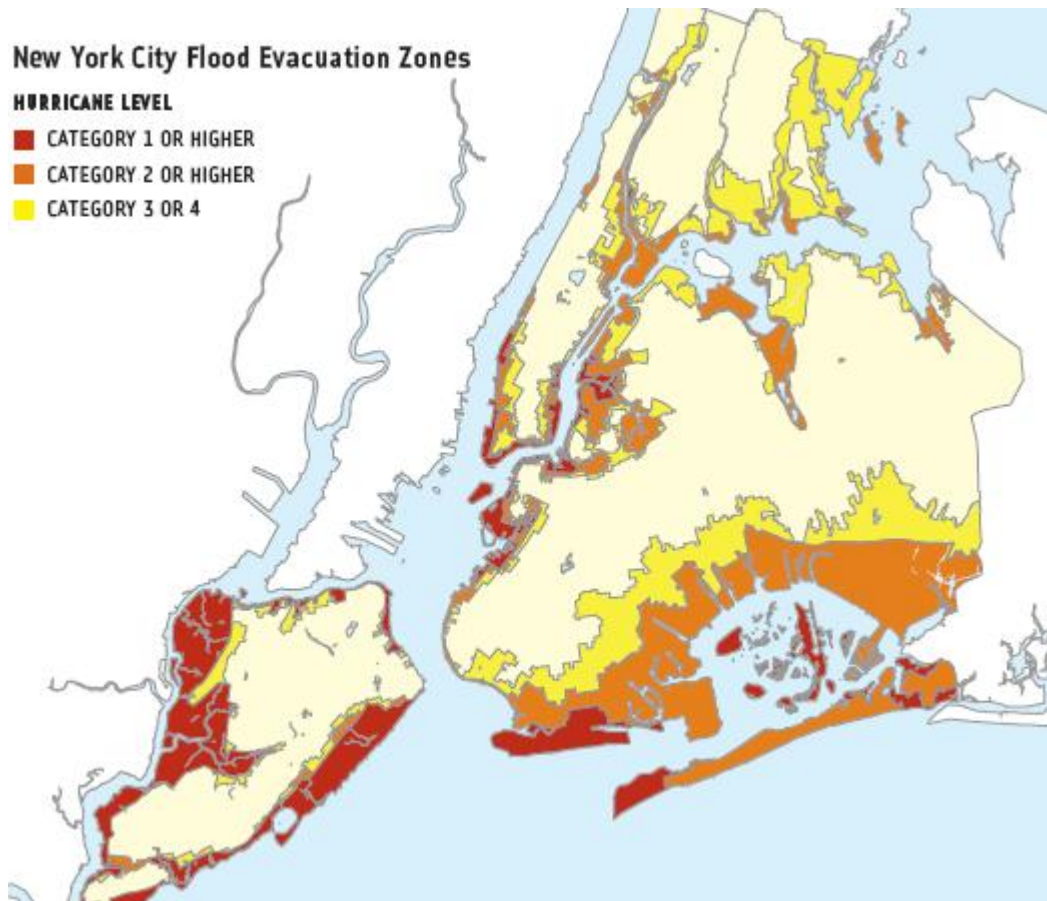 New York City Flood Evacuation Zones
HURRICANE LEVEL
CATEGORY 1 OR HIGHER
CATEGORY 2 OR HIGHER
CATEGORY 3 OR 4